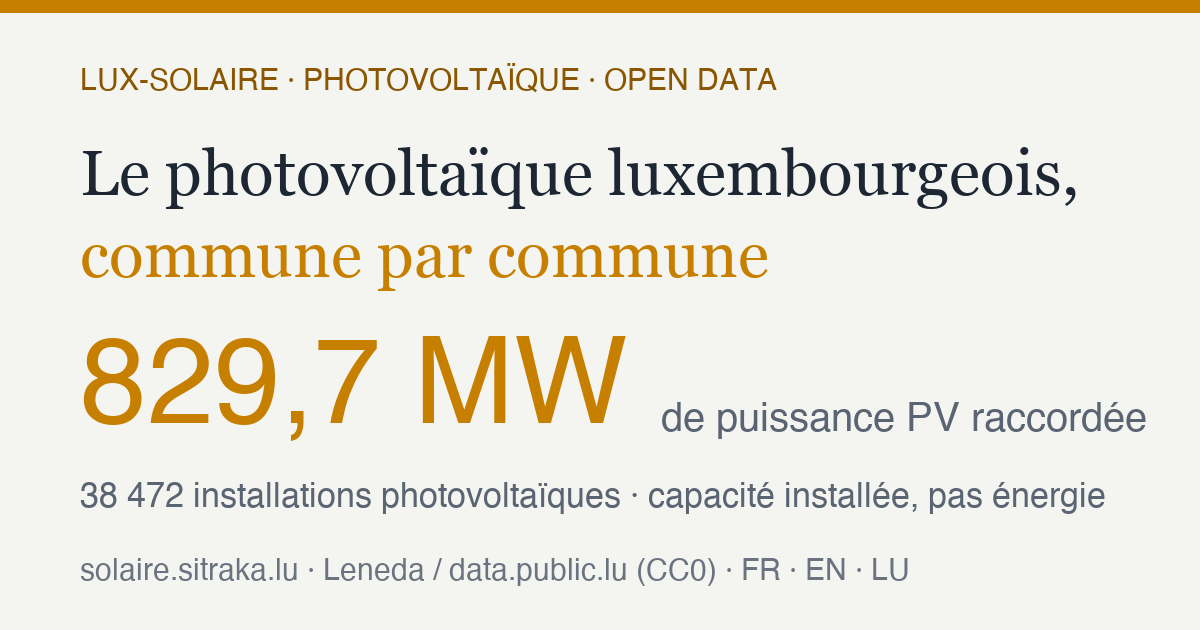 LUX-SOLAIRE · PHOTOVOLTAÏQUE · OPEN DATA
Le photovoltaïque luxembourgeois,
commune par commune
829,7 MW de puissance PV raccordée
38 472 installations photovoltaïques · capacité installée, pas énergie
solaire.sitraka.lu · Leneda / data.public.lu (CC0) · FR · EN · LU